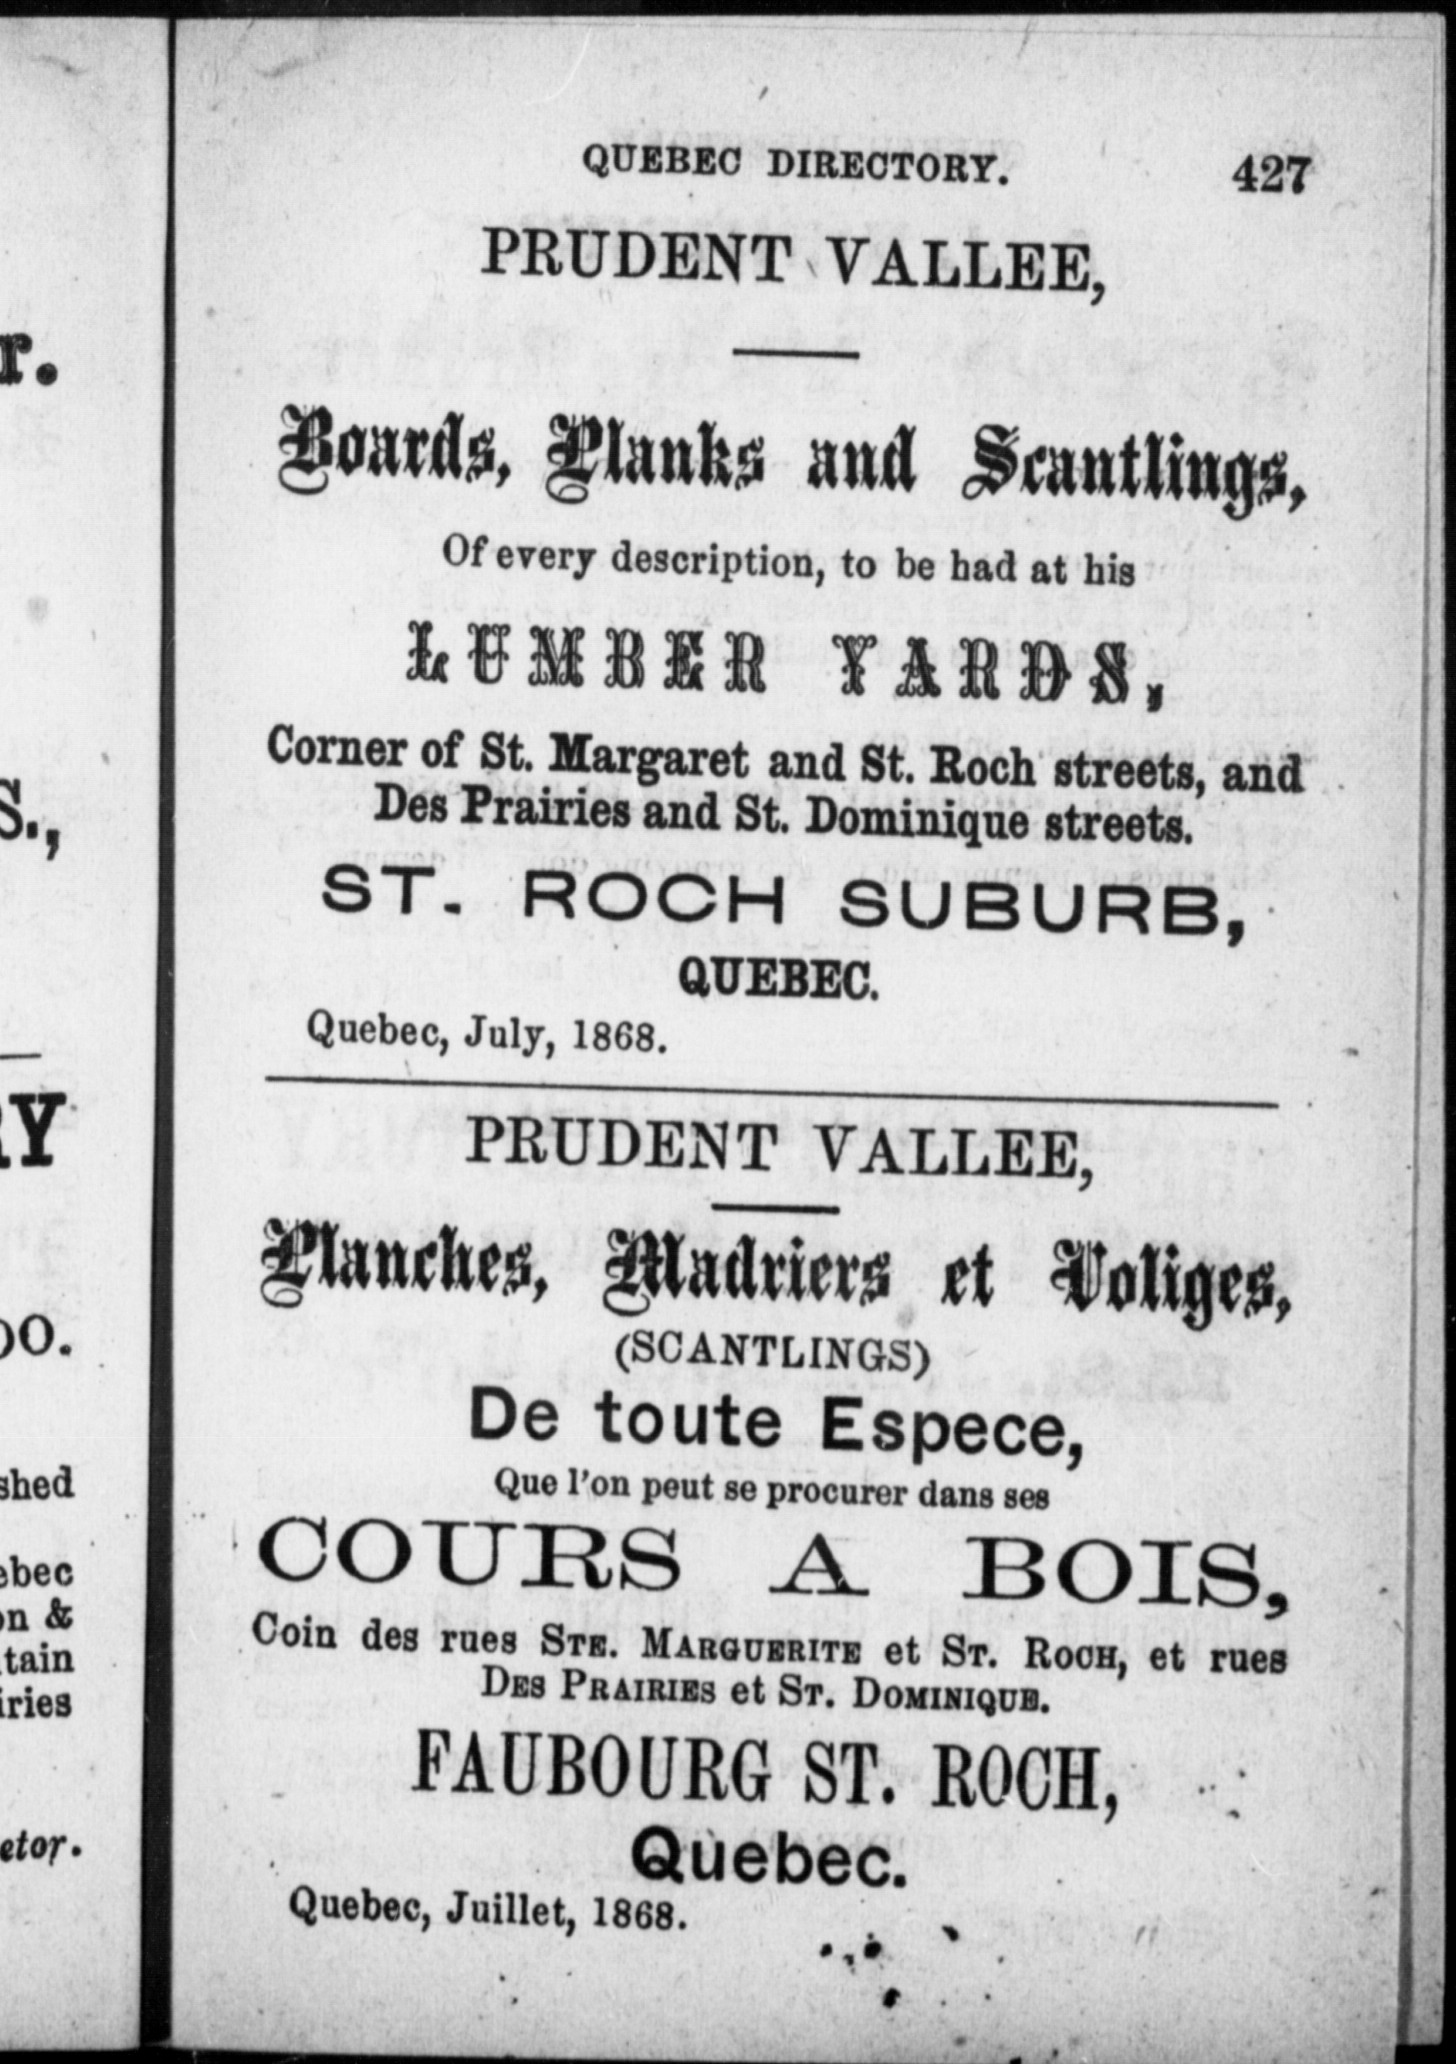 r.
S.,
RY
OO.
shed
ebec
on &
tain
iries
etor.
QUEBEC DIRECTORY. 427
PRUDENT VALLEE,
Boards, Planks and Scantlings,
Of every description, to be had at his
LUMBER YARDS,
Corner of St. Margaret and St. Roch streets, and
Des Prairies and St. Dominique streets.
ST. ROCH SUBURB,
QUEBEC.
Quebec, July, 1868.
PRUDENT VALLEE,
Planches, Madriers et Voliges,
(SCANTLINGS)
De toute Espece,
Que l'on peut se procurer dans ses
COURS A BOIS,
Coin des rues STE. MARGUERITE et ST. ROCH, et rues
DES PRAIRIES et ST. DOMINIQUE.
FAUBOURG ST. ROCH,
Quebec.
Quebec, Juillet, 1868.